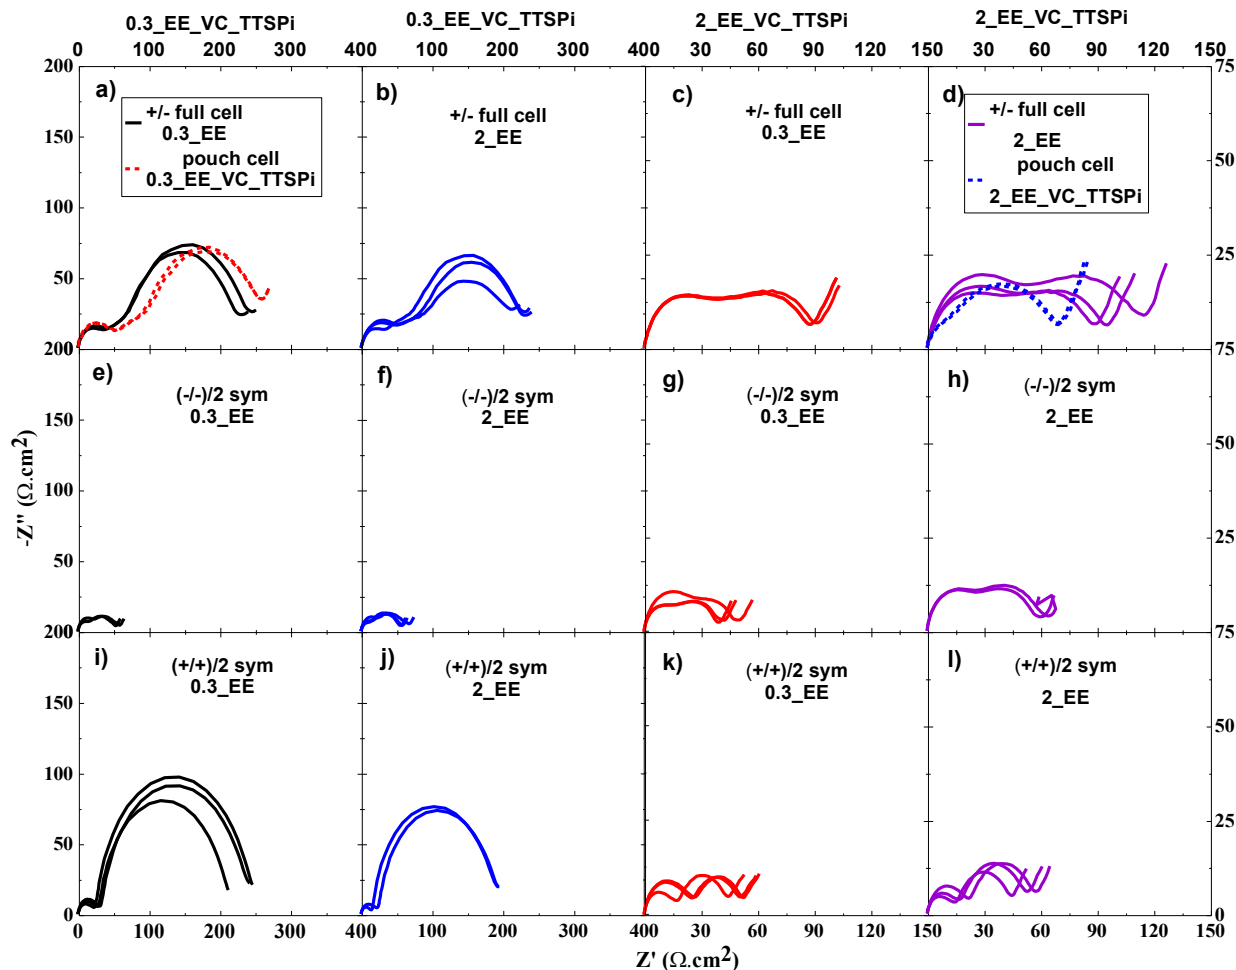 0.3_EE_VC_TTSPi 0.3_EE_VC_TTSPi 2_EE_VC_TTSPi 2_EE_VC_TTSPi
0 100 200 300 400 100 200 300 400 30 60 90 120 150 30 60 90 120 150
200 75
a) b) c) d)
+/- full cell
0.3_EE
pouch cell
0.3_EE_VC_TTSPi
+/- full cell
2_EE
+/- full cell
0.3_EE
+/- full cell
2_EE
pouch cell
2_EE_VC_TTSPi
150
100 50
50 25
200 75
e) f) g) h)
(-/-)/2 sym
0.3_EE
(-/-)/2 sym
2_EE
(-/-)/2 sym
0.3_EE
(-/-)/2 sym
2_EE
150
100 50
50 25
-Z'' (Ω.cm²)
200 75
i) j) k) l)
(+/+)/2 sym
0.3_EE
(+/+)/2 sym
2_EE
(+/+)/2 sym
0.3_EE
(+/+)/2 sym
2_EE
150
100 50
50 25
0 0
0 100 200 300 400 100 200 300 400 30 60 90 120 150 30 60 90 120 150
Z' (Ω.cm²)